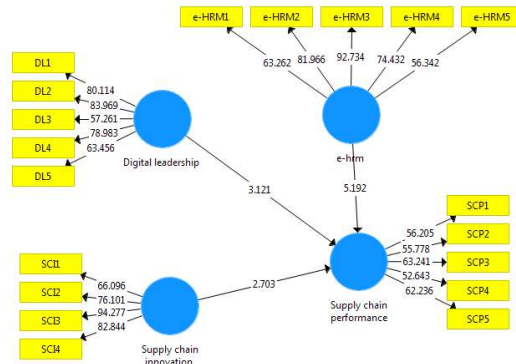 e-HRM1
e-HRM2
e-HRM3
e-HRM4
e-HRM5
63.262
81.966
92.734
74.432
56.342
e-hrm
DL1
DL2
DL3
DL4
DL5
80.114
83.969
57.261
78.983
63.456
Digital leadership
3.121
5.192
2.703
SCP1
SCP2
SCP3
SCP4
SCP5
56.205
55.778
63.241
52.643
62.236
Supply chain
performance
SCI1
SCI2
SCI3
SCI4
66.096
76.101
94.277
82.844
Supply chain
innovation